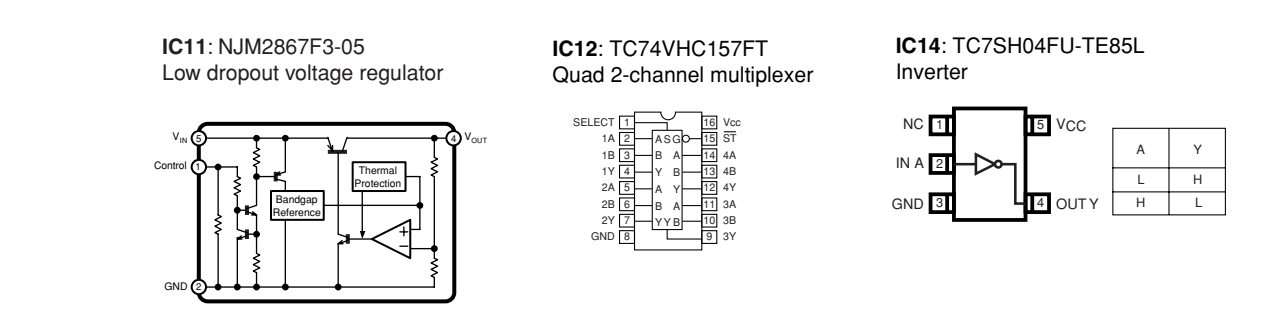 IC11: NJM2867F3-05
Low dropout voltage regulator
VIN 5
4 VOUT
Control 1
Thermal
Protection
Bandgap
Reference
+
−
GND 2
IC12: TC74VHC157FT
Quad 2-channel multiplexer
SELECT 1 16 Vcc
1A 2 A S G 15 ST
1B 3 B A 14 4A
1Y 4 Y B 13 4B
2A 5 A Y 12 4Y
2B 6 B A 11 3A
2Y 7 Y Y B 10 3B
GND 8 9 3Y
IC14: TC7SH04FU-TE85L
Inverter
NC 1 5 VCC
IN A 2
GND 3 4 OUT Y
A Y
L H
H L